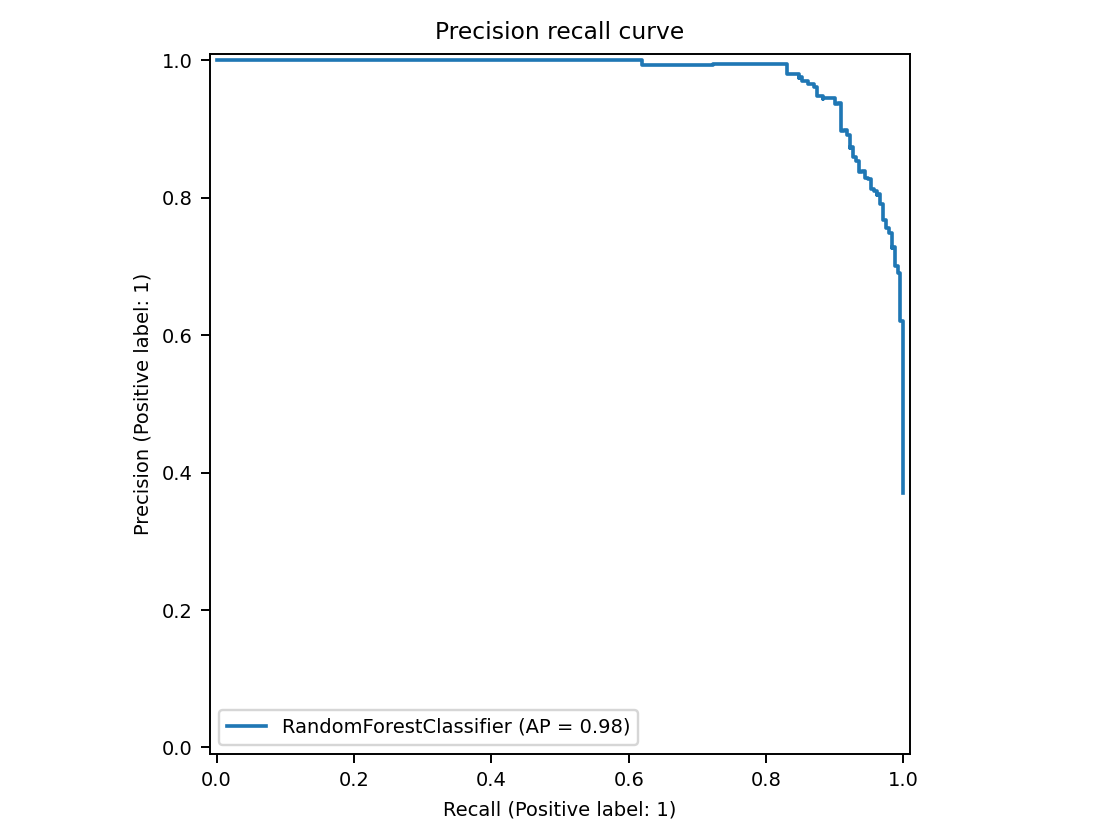 Precision recall curve
1.0
0.8
0.6
0.4
0.2
0.0
Precision (Positive label: 1)
RandomForestClassifier (AP = 0.98)
0.0 0.2 0.4 0.6 0.8 1.0
Recall (Positive label: 1)